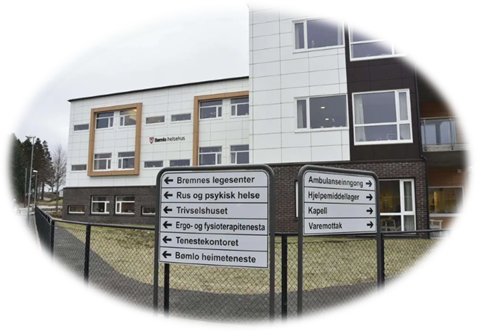 Bømlo helsehus
Bremnes legesenter
Rus og psykisk helse
Trivselshuset
Ergo- og fysioterapitenesta
Tenestekontoret
Bømlo heimeteneste
Ambulanseinngang
Hjelpemiddellager
Kapell
Varemottak